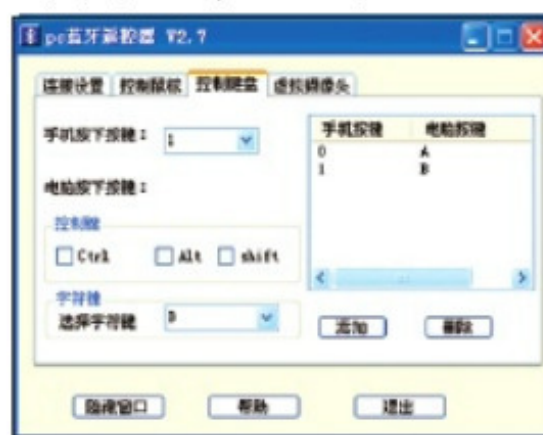 pc蓝牙遥控器 V2.7
连接设置 控制鼠标 控制键盘 虚拟摄像头
手机按下按键： 1
电脑按下按键：
控制键
Ctrl Alt shift
字符键
选择字符键 B
手机按键 电脑按键
0 A
1 B
添加 删除
隐藏窗口 帮助 退出